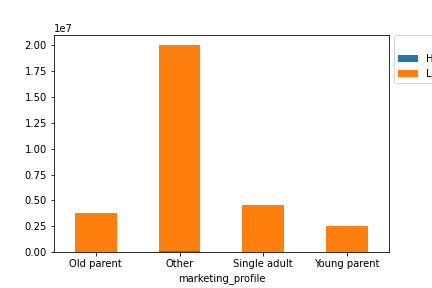 1e7
2.00
1.75
1.50
1.25
1.00
0.75
0.50
0.25
0.00
Old parent Other Single adult Young parent
marketing_profile
H
L